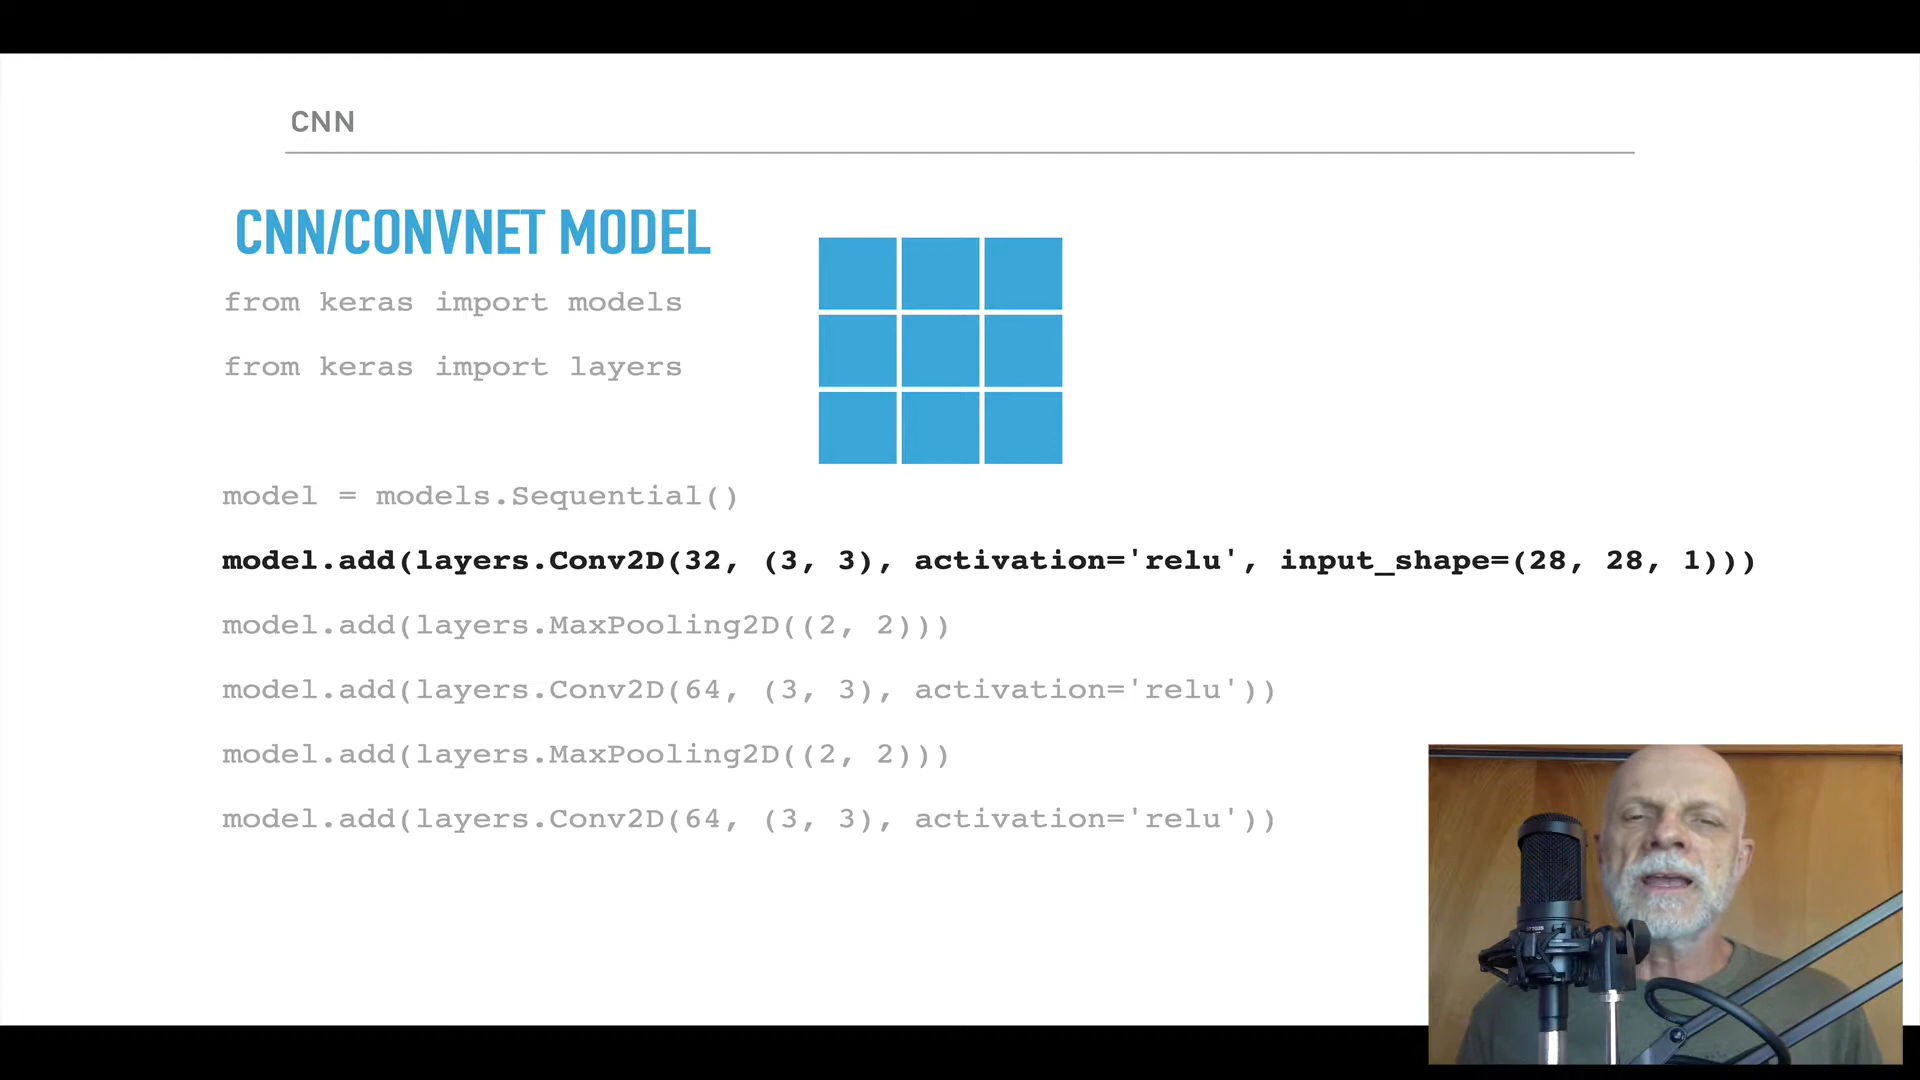 CNN
CNN/CONVNET MODEL
from keras import models
from keras import layers
model = models.Sequential()
model.add(layers.Conv2D(32, (3, 3), activation='relu', input_shape=(28, 28, 1)))
model.add(layers.MaxPooling2D((2, 2)))
model.add(layers.Conv2D(64, (3, 3), activation='relu'))
model.add(layers.MaxPooling2D((2, 2)))
model.add(layers.Conv2D(64, (3, 3), activation='relu'))